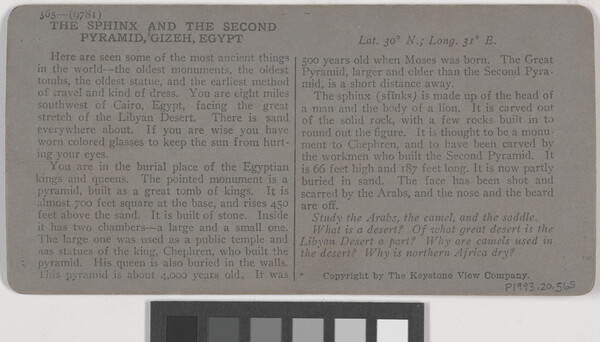 303—(9781)
THE SPHINX AND THE SECOND
PYRAMID, GIZEH, EGYPT
Here are seen some of the most ancient things
in the world—the oldest monuments, the oldest
tombs, the oldest statue, and the earliest method
of travel and kind of dress. You are eight miles
southwest of Cairo, Egypt, facing the great
stretch of the Libyan Desert. There is sand
everywhere about. If you are wise you have
worn colored glasses to keep the sun from hurt-
ing your eyes.
You are in the burial place of the Egyptian
kings and queens. The pointed monument is a
pyramid, built as a great tomb of kings. It is
almost 700 feet square at the base, and rises 450
feet above the sand. It is built of stone. Inside
it has two chambers—a large and a small one.
The large one was used as a public temple and
has statues of the king, Chephren, who built the
pyramid. His queen is also buried in the walls.
This pyramid is about 4,000 years old. It was
Lat. 30° N.; Long. 31° E.
500 years old when Moses was born. The Great
Pyramid, larger and older than the Second Pyra-
mid, is a short distance away.
The sphinx (sfinks) is made up of the head of
a man and the body of a lion. It is carved out
of the solid rock, with a few rocks built in to
round out the figure. It is thought to be a monu-
ment to Chephren, and to have been carved by
the workmen who built the Second Pyramid. It
is 66 feet high and 187 feet long. It is now partly
buried in sand. The face has been shot and
scarred by the Arabs, and the nose and the beard
are off.
Study the Arabs, the camel, and the saddle.
What is a desert? Of what great desert is the
Libyan Desert a part? Why are camels used in
the desert? Why is northern Africa dry?
Copyright by The Keystone View Company.
P1993.20.565